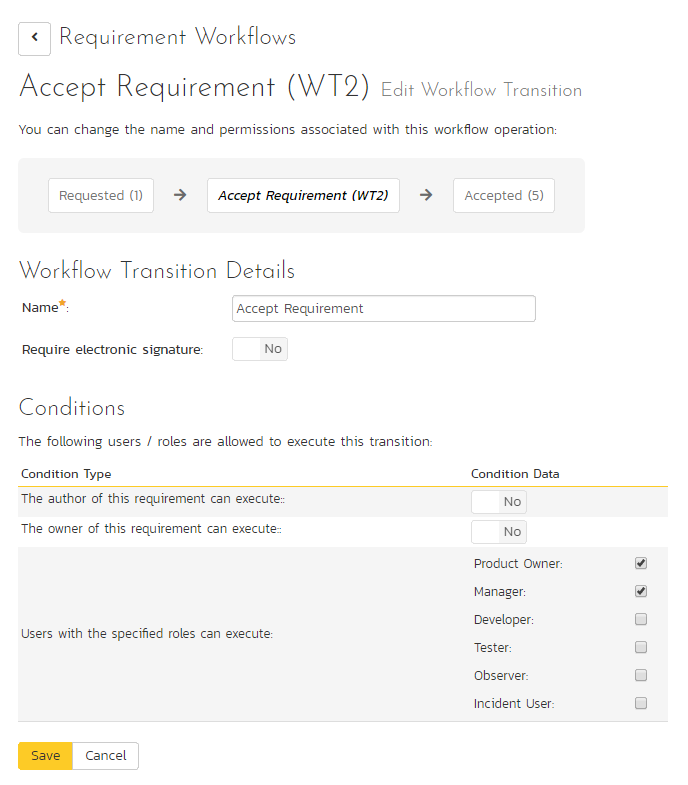 Requirement Workflows
Accept Requirement (WT2) Edit Workflow Transition
You can change the name and permissions associated with this workflow operation:
Requested (1) → Accept Requirement (WT2) → Accepted (5)
Workflow Transition Details
Name*: Accept Requirement
Require electronic signature: No
Conditions
The following users / roles are allowed to execute this transition:
Condition Type Condition Data
The author of this requirement can execute:: No
The owner of this requirement can execute:: No
Users with the specified roles can execute:
Product Owner:
Manager:
Developer:
Tester:
Observer:
Incident User:
Save Cancel